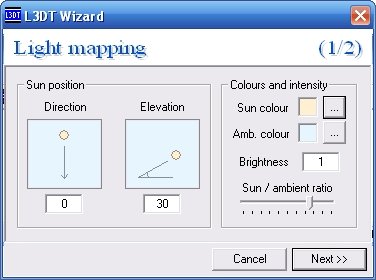 L3DT L3DT Wizard
Light mapping (1/2)
Sun position
Direction Elevation
0 30
Colours and intensity
Sun colour ...
Amb. colour ...
Brightness 1
Sun / ambient ratio
Cancel Next >>